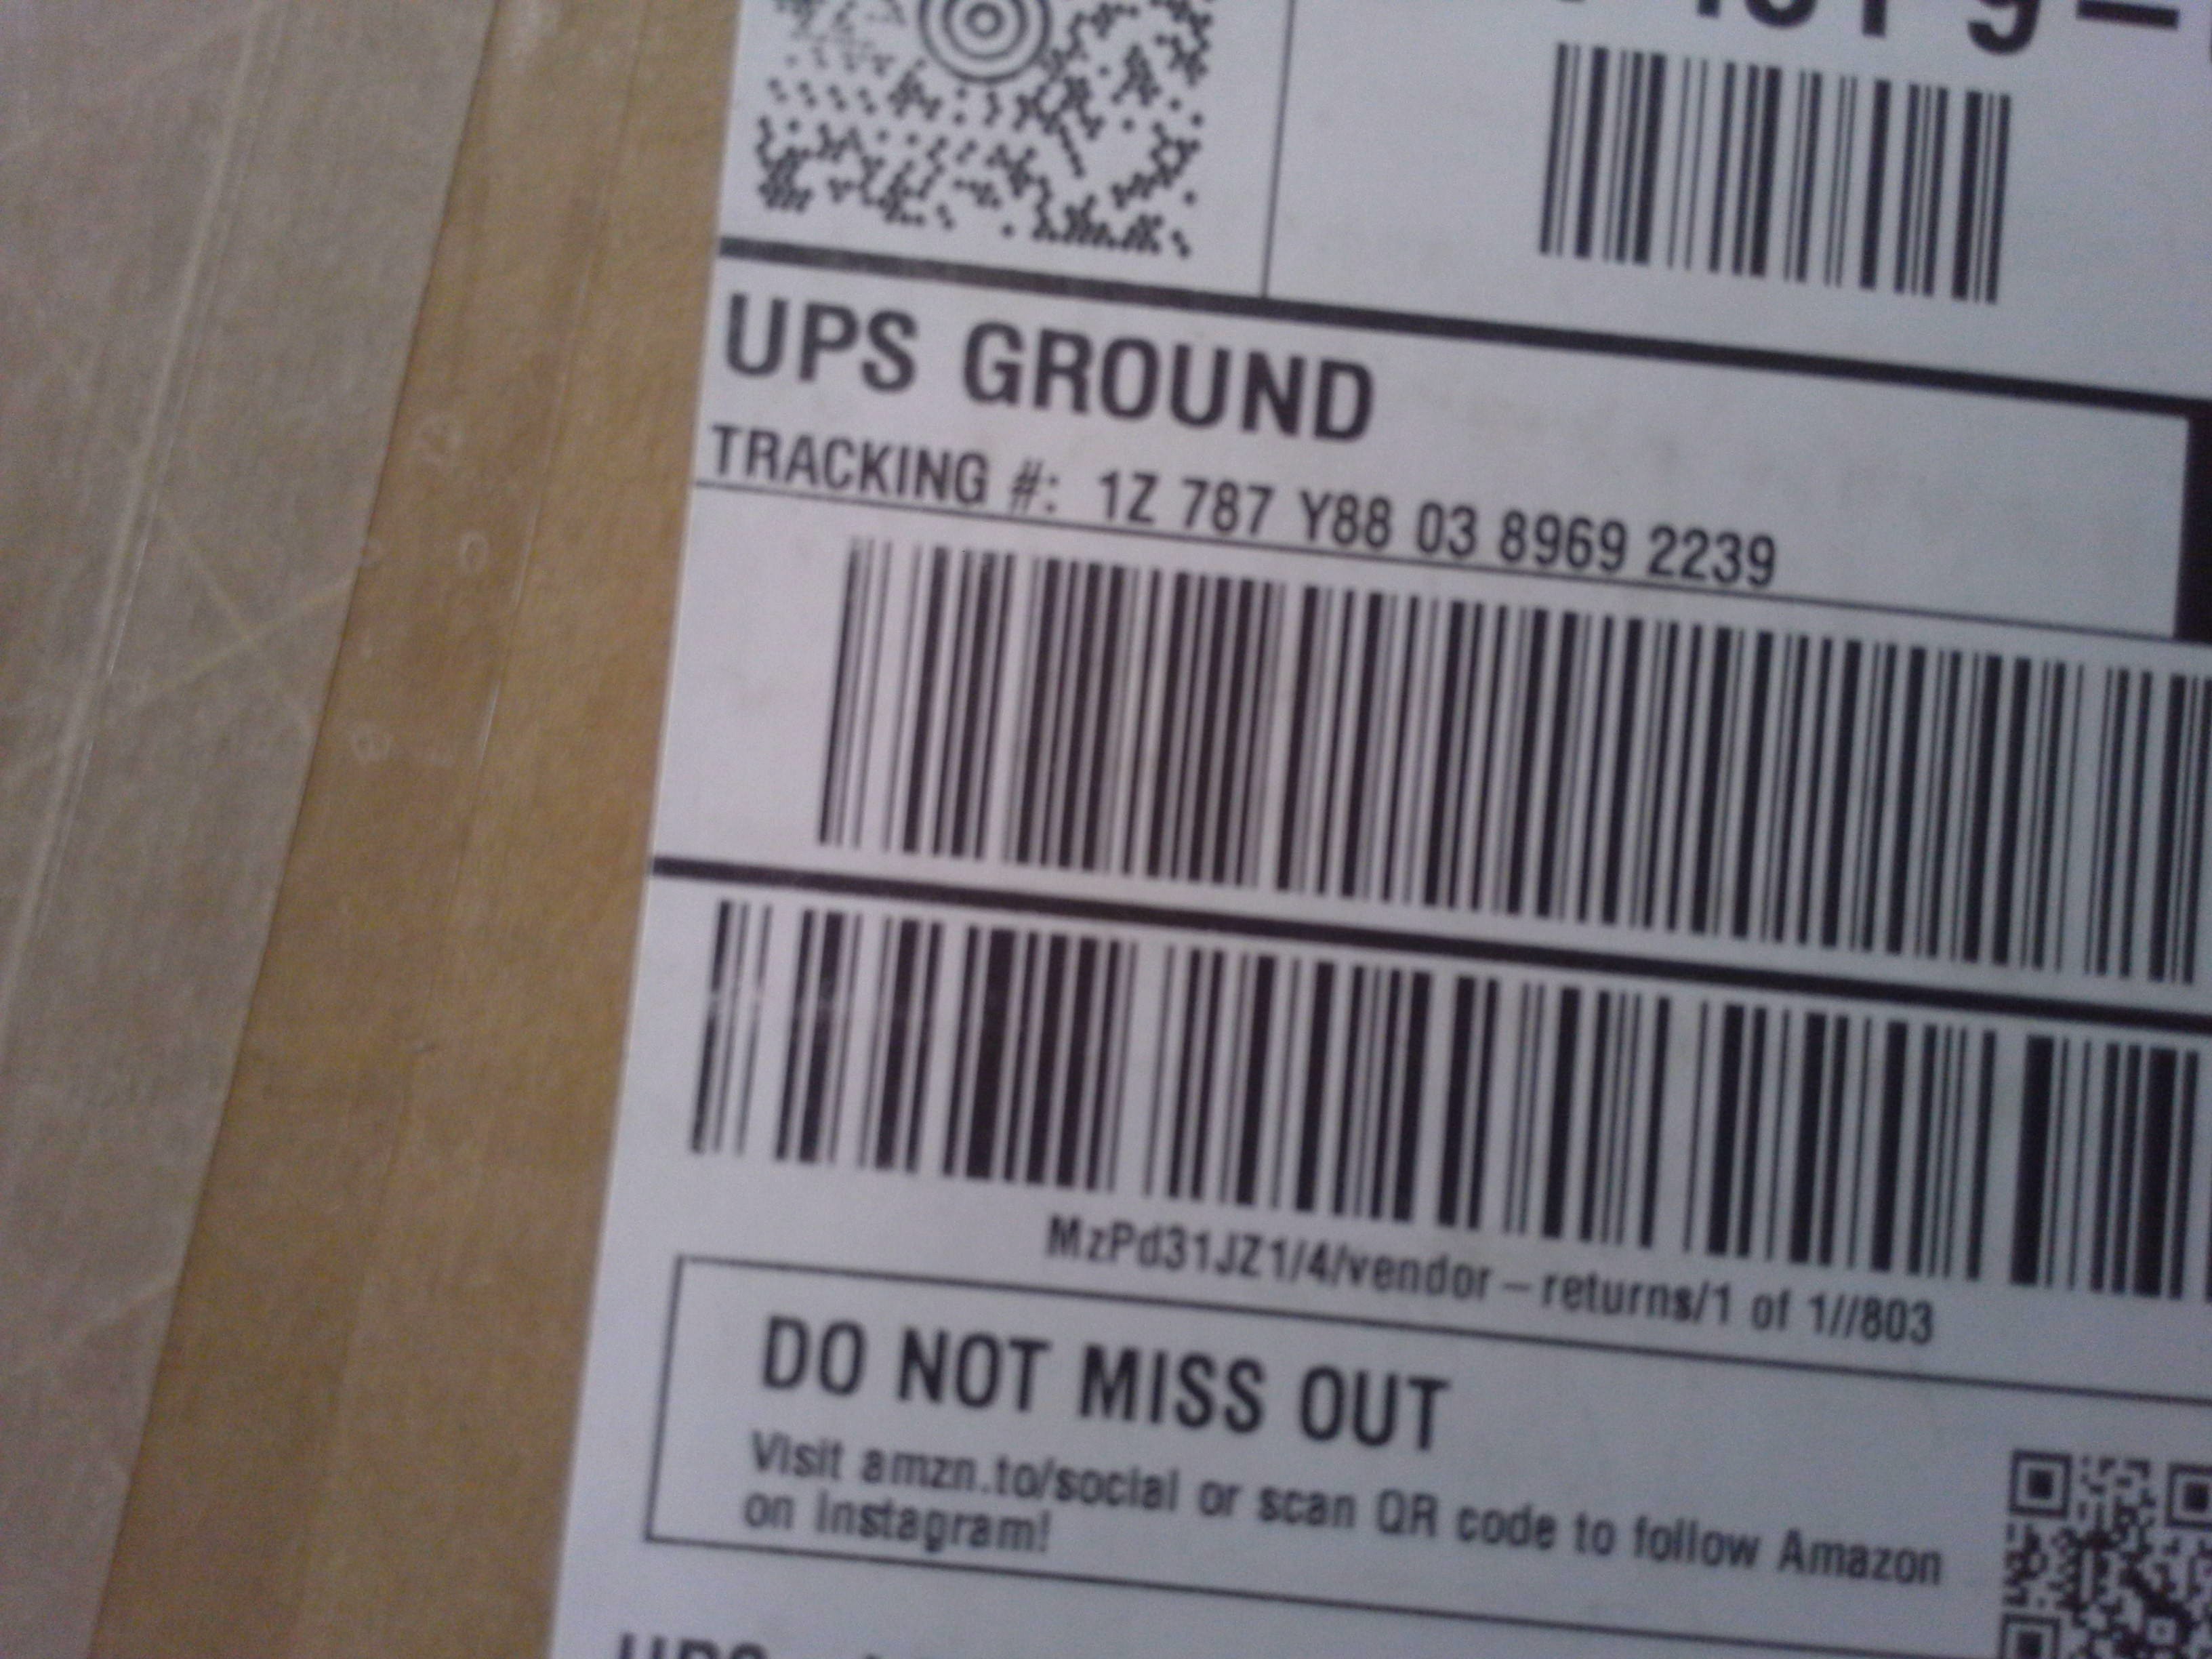 UPS GROUND
TRACKING #: 1Z 787 Y88 03 8969 2239
MzPd31JZ1/4/vendor-returns/1 of 1//803
DO NOT MISS OUT
Visit amzn.to/social or scan QR code to follow Amazon
on Instagram!